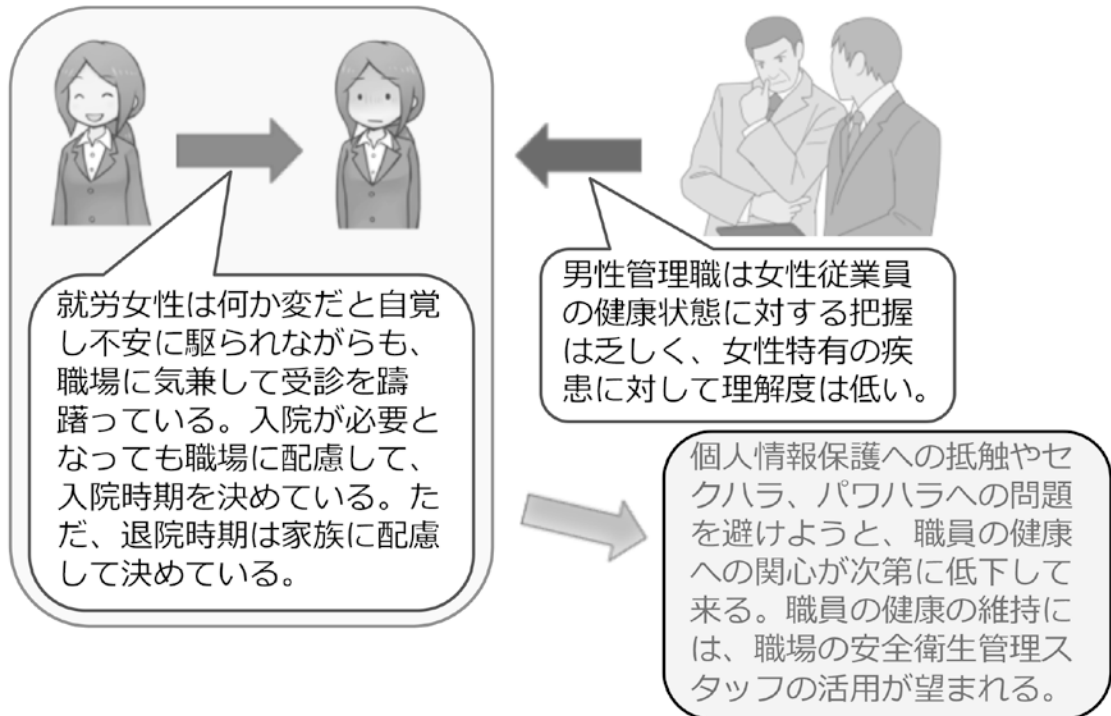 就労女性は何か変だと自覚
し不安に駆られながらも、
職場に気兼して受診を躊
躇っている。入院が必要と
なっても職場に配慮して、
入院時期を決めている。た
だ、退院時期は家族に配慮
して決めている。
男性管理職は女性従業員
の健康状態に対する把握
は乏しく、女性特有の疾
患に対して理解度は低い。
個人情報保護への抵触やセ
クハラ、パワハラへの問題
を避けようと、職員の健康
への関心が次第に低下して
来る。職員の健康の維持に
は、職場の安全衛生管理ス
タッフの活用が望まれる。